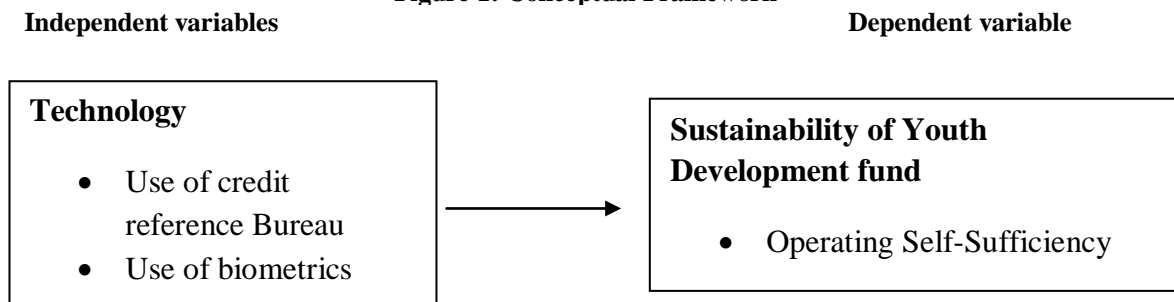 Independent variables
Dependent variable
Technology
• Use of credit
reference Bureau
• Use of biometrics
Sustainability of Youth
Development fund
• Operating Self-Sufficiency